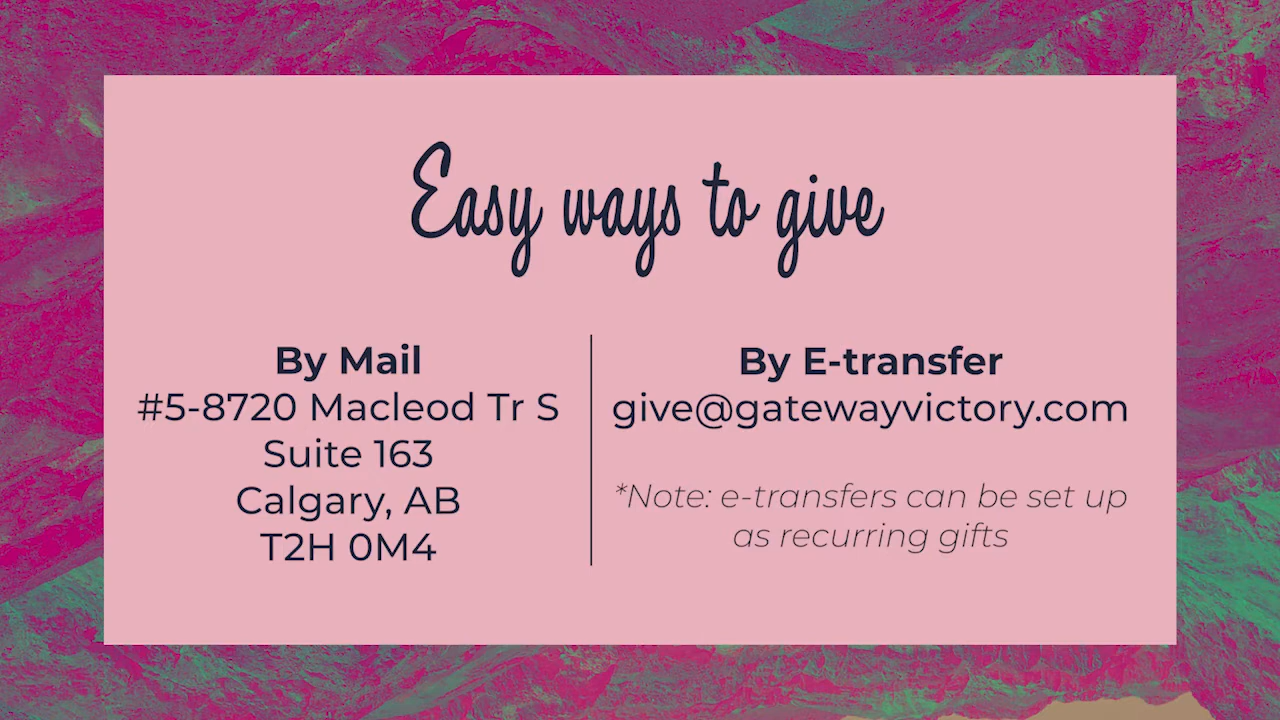 Easy ways to give
By Mail
#5-8720 Macleod Tr S
Suite 163
Calgary, AB
T2H 0M4
By E-transfer
give@gatewayvictory.com
*Note: e-transfers can be set up
as recurring gifts